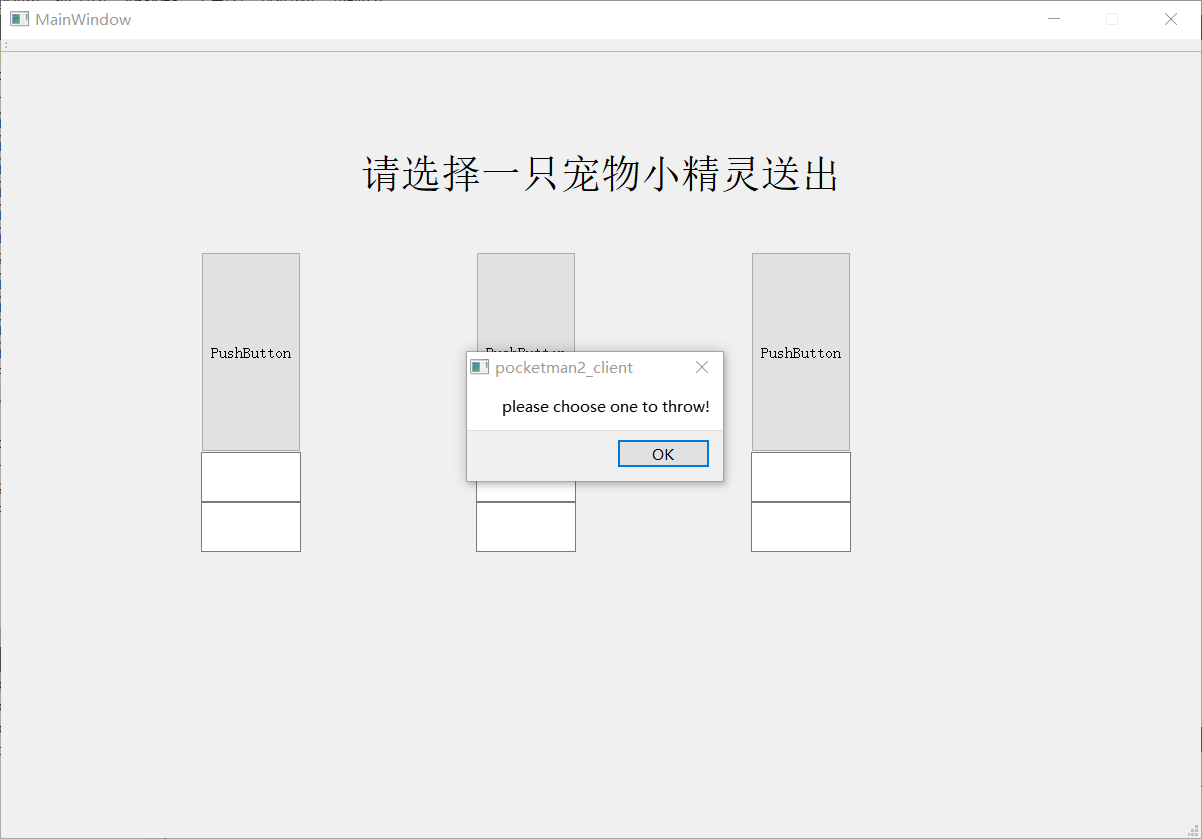 MainWindow
请选择一只宠物小精灵送出
PushButton
PushButton
pocketman2_client
please choose one to throw!
OK